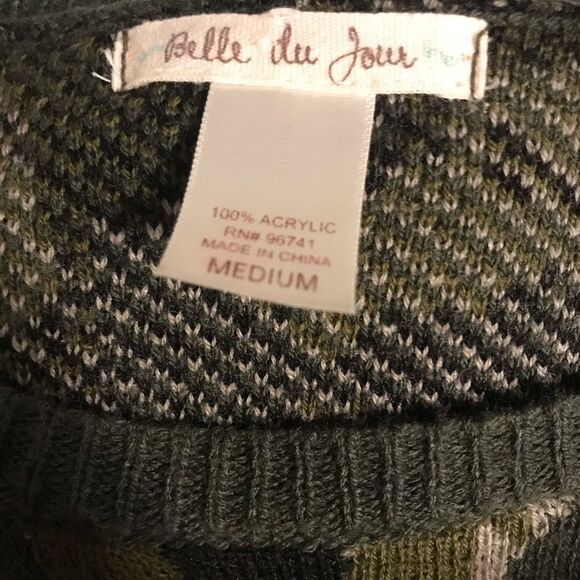 Belle du Jour
100% ACRYLIC
RN# 96741
MADE IN CHINA
MEDIUM